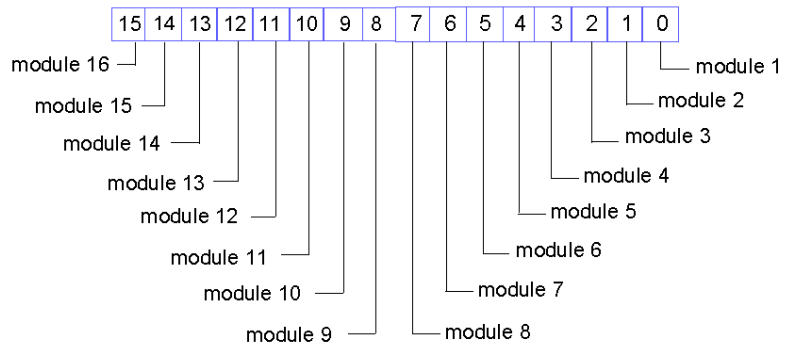 15 14 13 12 11 10 9 8 7 6 5 4 3 2 1 0
module 16
module 1
module 15
module 2
module 14
module 3
module 13
module 4
module 12
module 5
module 11
module 6
module 10
module 7
module 9
module 8